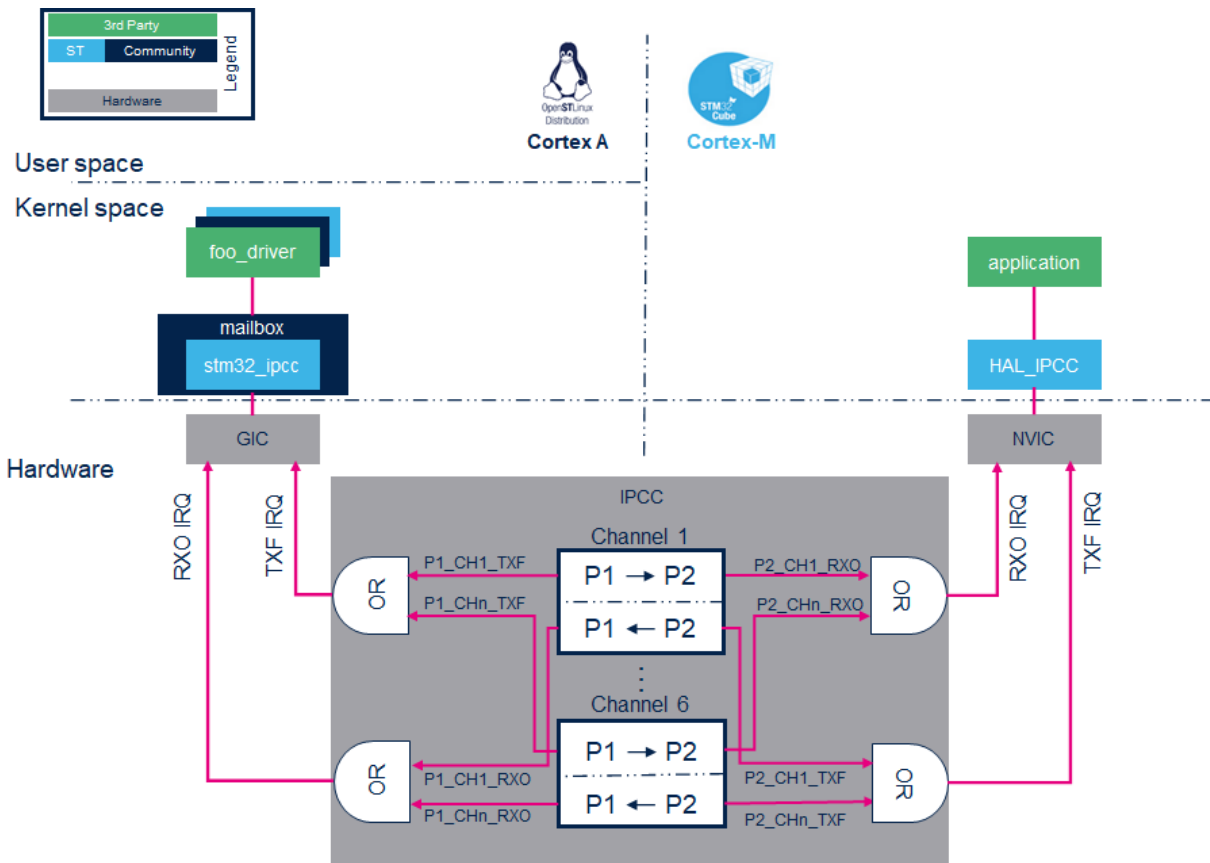 3rd Party
ST
Community
Legend
Hardware
OpenSTLinux
Distribution
Cortex A
STM32
Cube
Cortex-M
User space
Kernel space
foo_driver
application
mailbox
stm32_ipcc
HAL_IPCC
GIC
NVIC
Hardware
RXO IRQ
TXF IRQ
IPCC
RXO IRQ
TXF IRQ
Channel 1
P1_CH1_TXF
P1 → P2
P2_CH1_RXO
OR
P1_CHn_TXF
P1 ← P2
P2_CHn_RXO
OR
Channel 6
P1 → P2
OR
P1_CH1_RXO
P2_CH1_TXF
OR
P1 ← P2
P1_CHn_RXO
P2_CHn_TXF